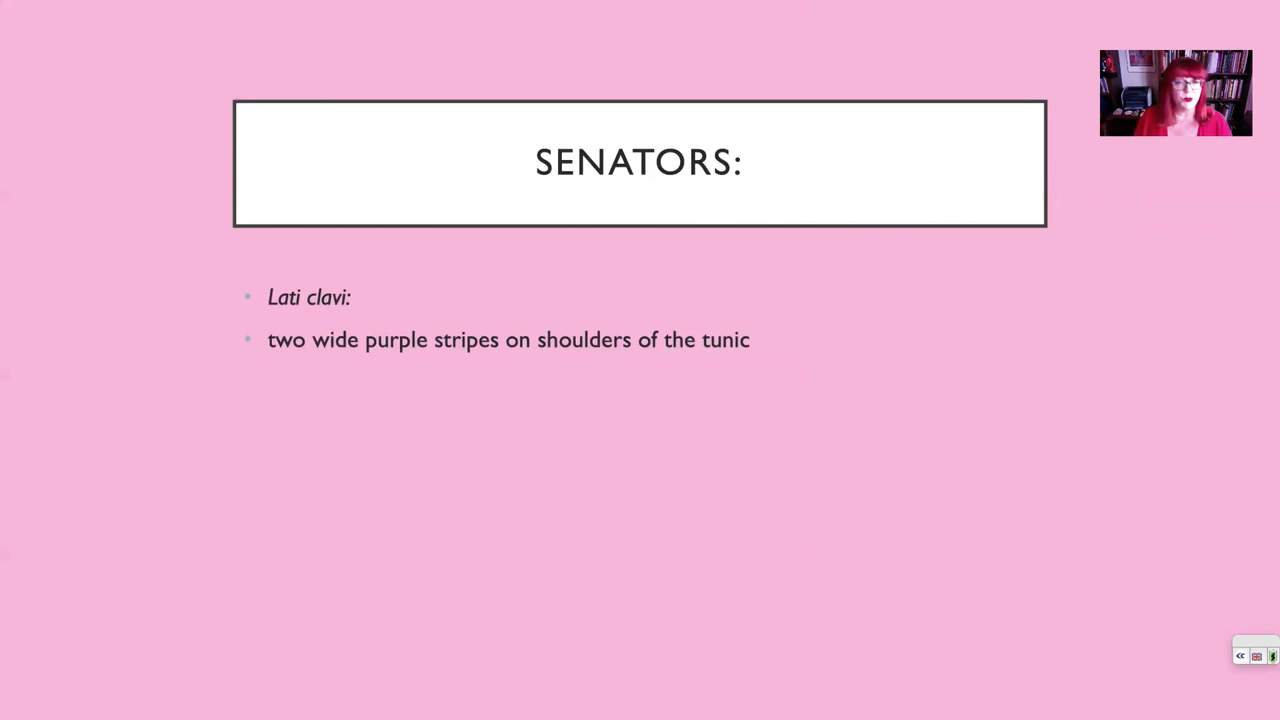 SENATORS:
Lati clavi:
two wide purple stripes on shoulders of the tunic